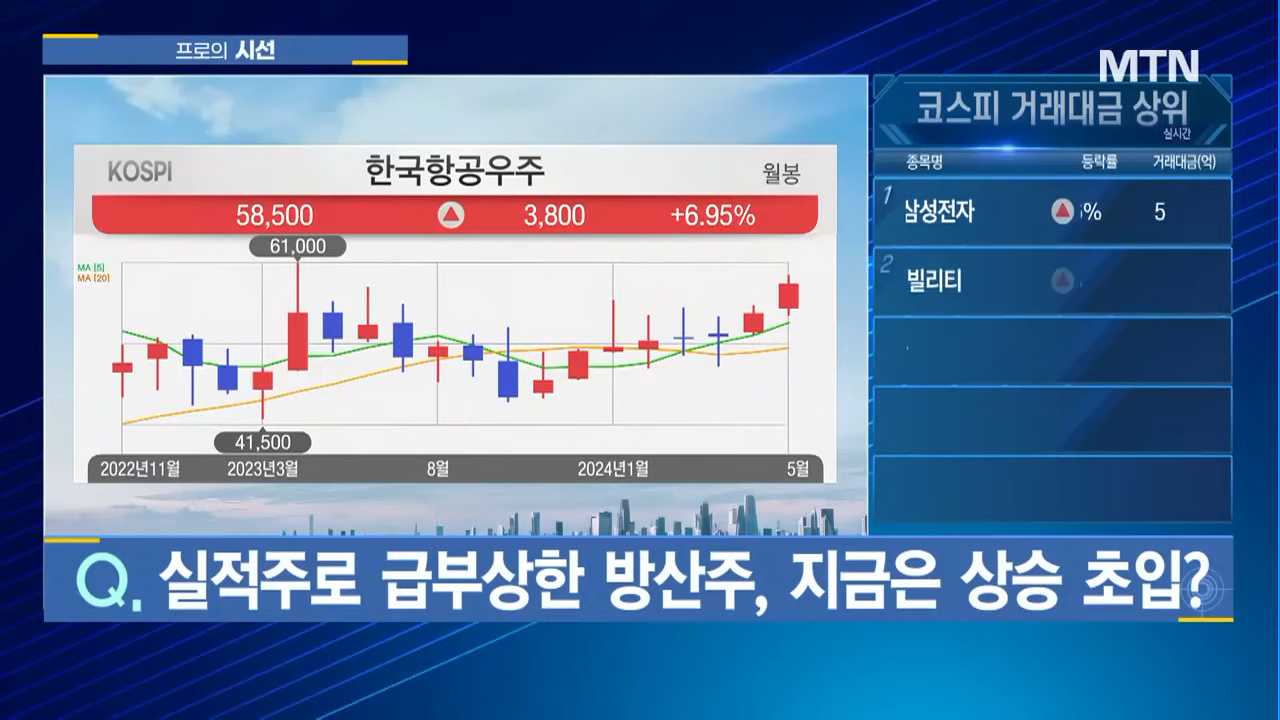 프로의 시선
MTN
KOSPI 한국항공우주 월봉
58,500 3,800 +6.95%
61,000
MA [5]
MA [20]
41,500
2022년11월 2023년3월 8월 2024년1월 5월
코스피 거래대금 상위
실시간
종목명 등락률 거래대금(억)
1 삼성전자 % 5
2 빌리티
Q. 실적주로 급부상한 방산주, 지금은 상승 초입?